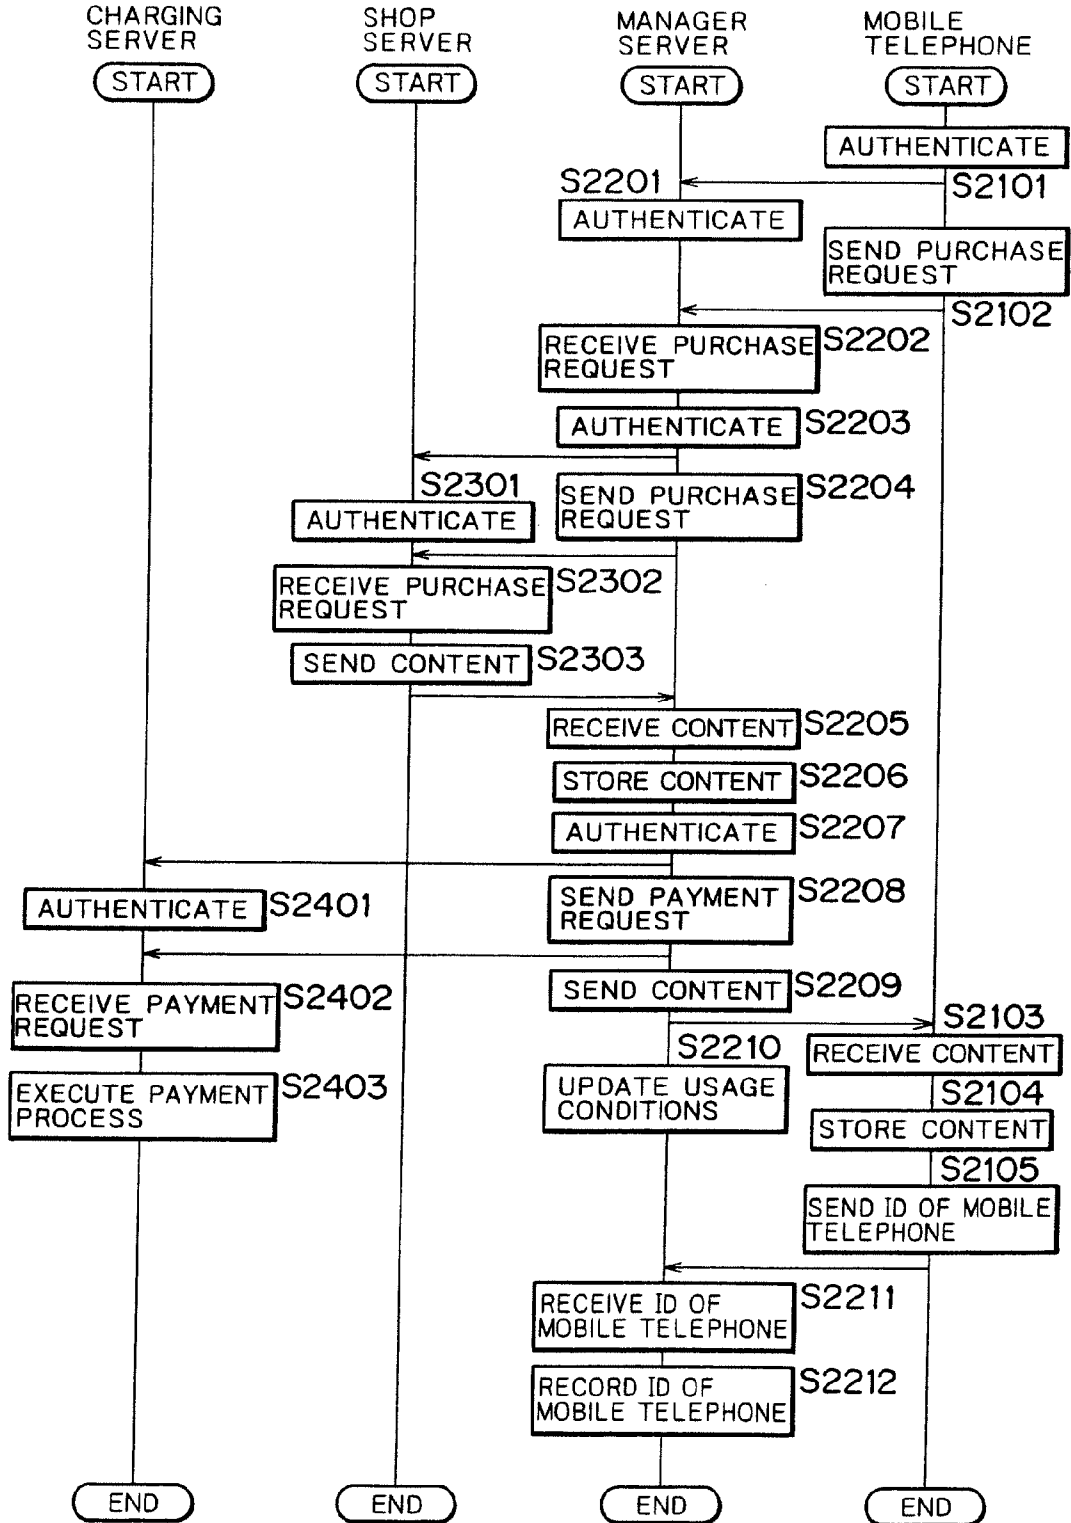 CHARGING
SERVER
SHOP
SERVER
MANAGER
SERVER
MOBILE
TELEPHONE
START
START
START
START
AUTHENTICATE
S2101
S2201
AUTHENTICATE
SEND PURCHASE
REQUEST
S2102
RECEIVE PURCHASE
REQUEST
S2202
AUTHENTICATE
S2203
S2301
AUTHENTICATE
SEND PURCHASE
REQUEST
S2204
RECEIVE PURCHASE
REQUEST
S2302
SEND CONTENT
S2303
RECEIVE CONTENT
S2205
STORE CONTENT
S2206
AUTHENTICATE
S2207
AUTHENTICATE
S2401
SEND PAYMENT
REQUEST
S2208
RECEIVE PAYMENT
REQUEST
S2402
SEND CONTENT
S2209
S2103
RECEIVE CONTENT
S2210
UPDATE USAGE
CONDITIONS
EXECUTE PAYMENT
PROCESS
S2403
S2104
STORE CONTENT
S2105
SEND ID OF MOBILE
TELEPHONE
RECEIVE ID OF
MOBILE TELEPHONE
S2211
RECORD ID OF
MOBILE TELEPHONE
S2212
END
END
END
END